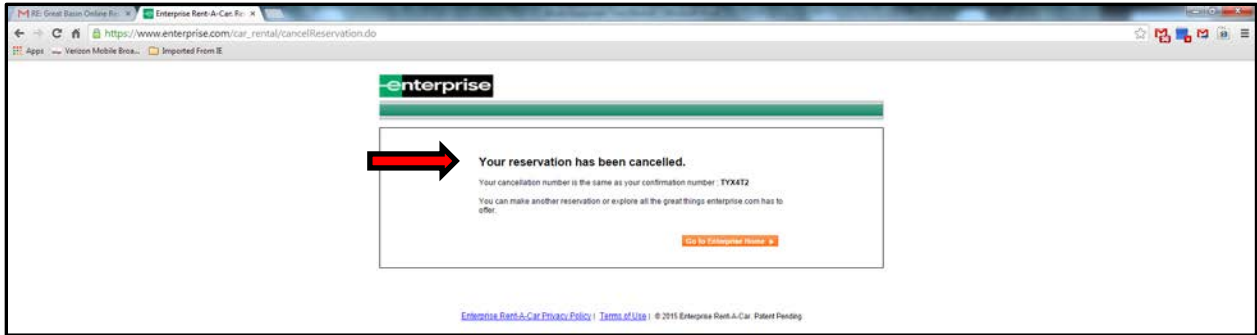 RE: Great Basin Online Re
Enterprise Rent-A-Car: Re
https://www.enterprise.com/car_rental/cancelReservation.do
Apps Verizon Mobile Broa... Imported From IE
enterprise
Your reservation has been cancelled.
Your cancellation number is the same as your confirmation number : TYX4T2
You can make another reservation or explore all the great things enterprise.com has to
offer.
Go to Enterprise Home
Enterprise Rent-A-Car Privacy Policy | Terms of Use | © 2015 Enterprise Rent-A-Car. Patent Pending.